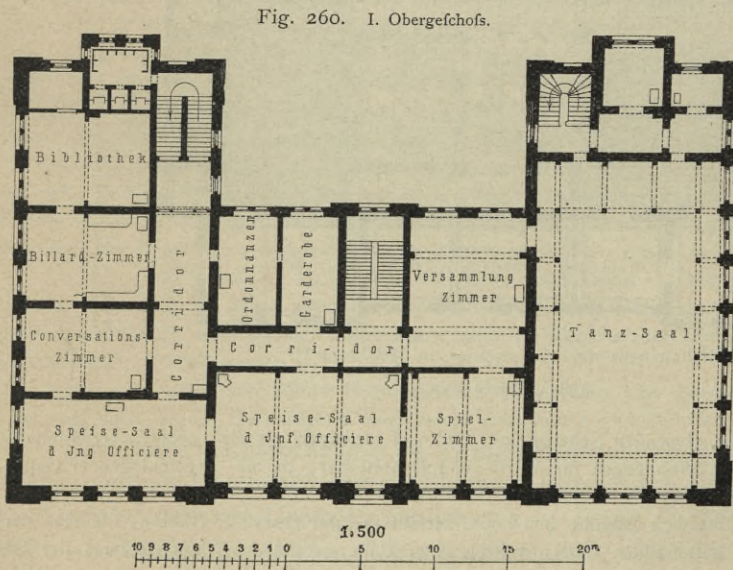 Fig. 260. I. Obergeſchoſs.
Bibliothek
Billard-Zimmer
Conversations-
Zimmer
Corridor
Speise-Saal
d Jng Officiere
Ordonnanzen
Garderobe
Corri-dor
Speise-Saal
d Jnf. Officiere
Versammlung
Zimmer
Spiel-
Zimmer
Tanz-Saal
1:500
10 9 8 7 6 5 4 3 2 1 0 5 10 15 20m